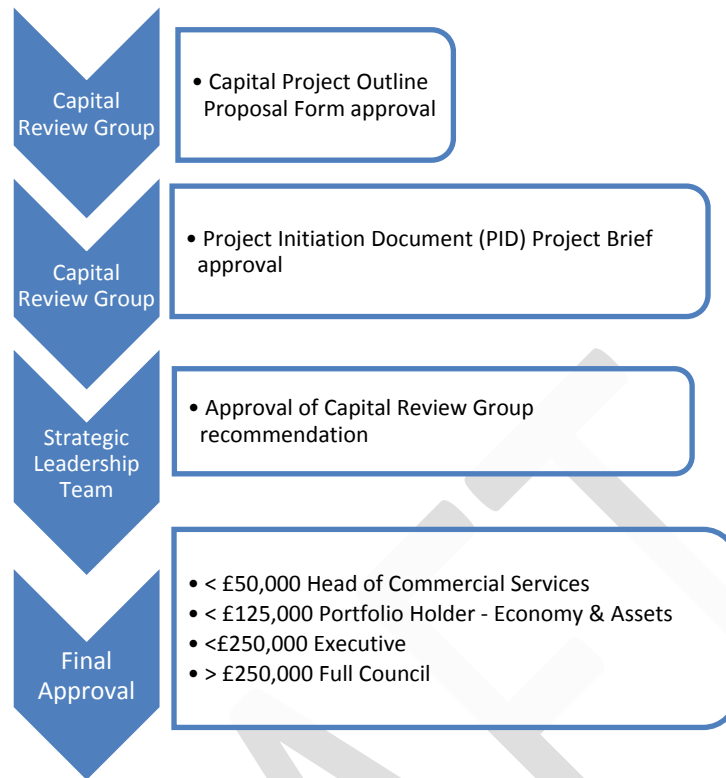 Capital
Review Group
• Capital Project Outline
Proposal Form approval
Capital
Review Group
• Project Initiation Document (PID) Project Brief
approval
Strategic
Leadership
Team
• Approval of Capital Review Group
recommendation
Final
Approval
• < £50,000 Head of Commercial Services
• < £125,000 Portfolio Holder - Economy & Assets
• <£250,000 Executive
• > £250,000 Full Council